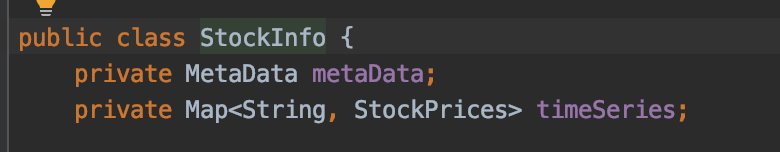 public class StockInfo {
private MetaData metaData;
private Map<String, StockPrices> timeSeries;